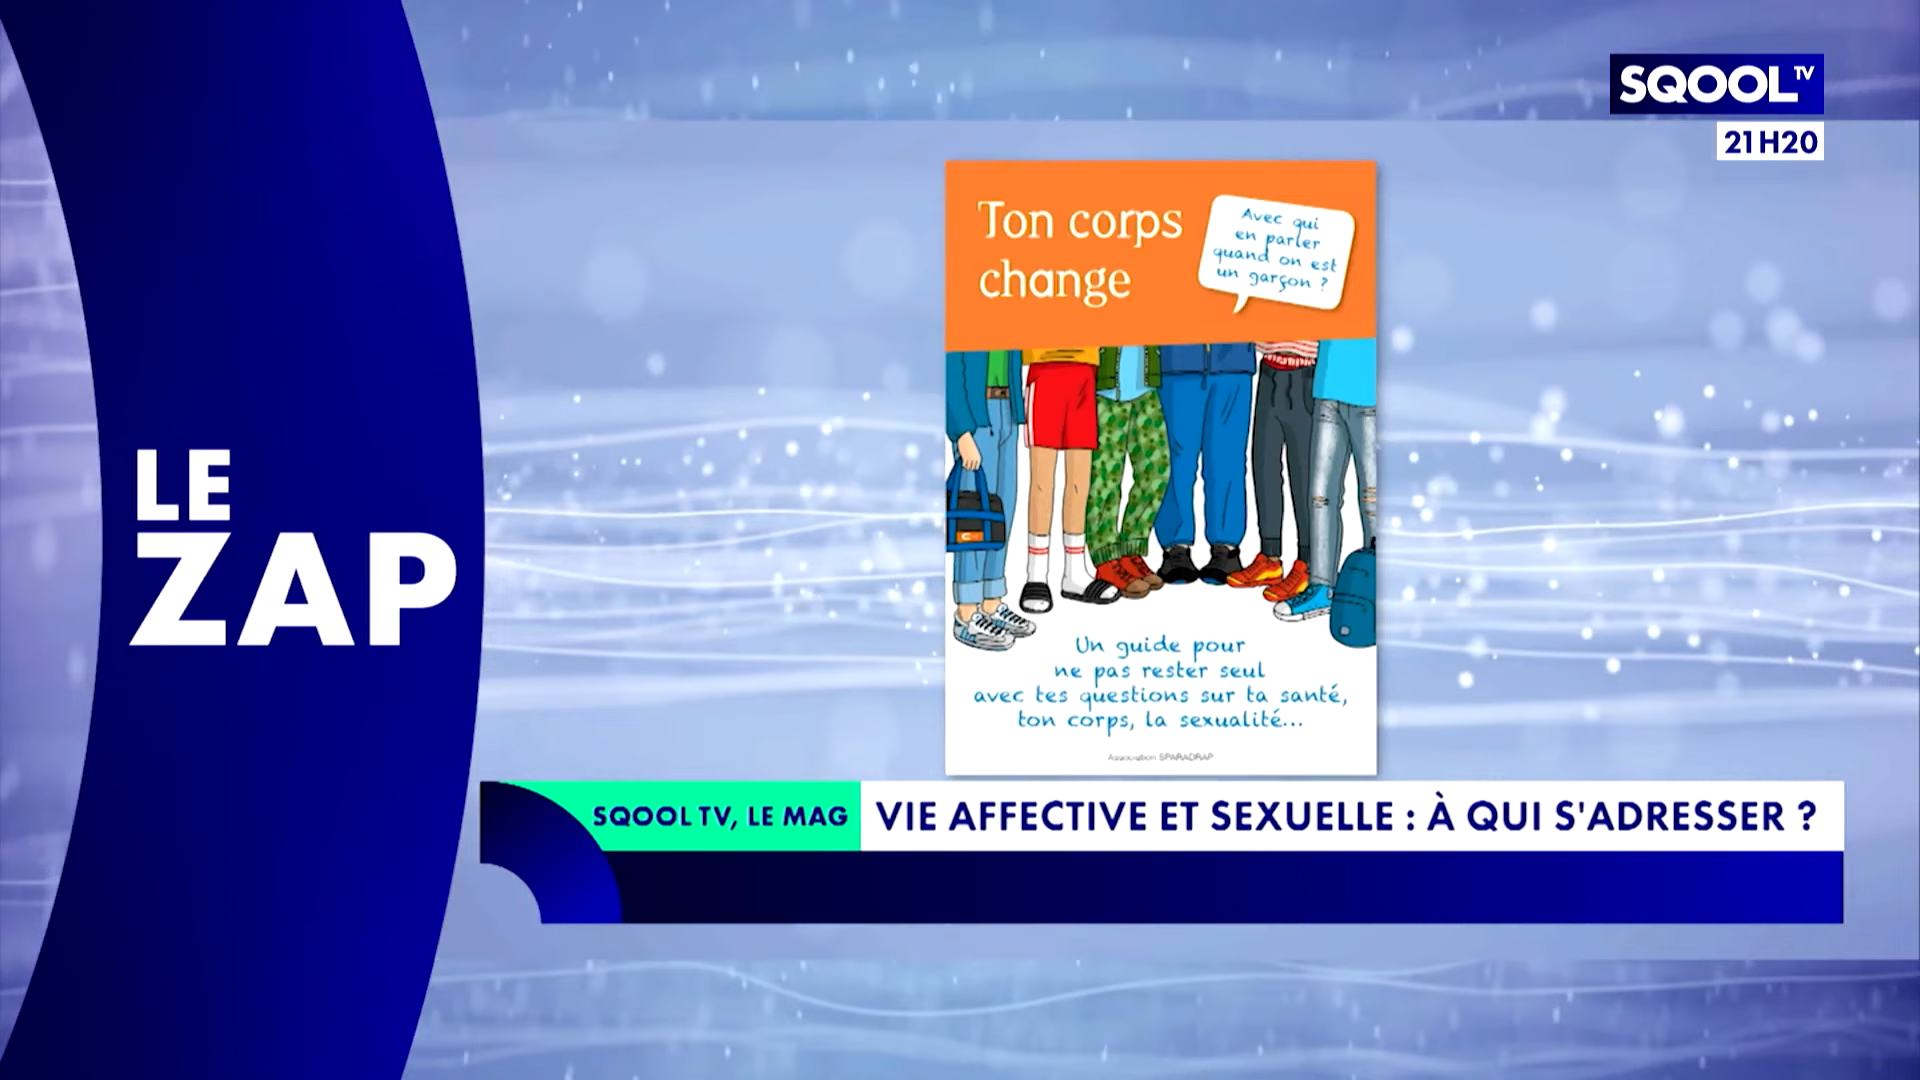 SQOOL TV
21H20
Ton corps
change
Avec qui
en parler
quand on est
un garçon ?
LE
ZAP
Un guide pour
ne pas rester seul
avec tes questions sur ta santé,
ton corps, la sexualité...
Association SPARADRAP
SQOOL TV, LE MAG
VIE AFFECTIVE ET SEXUELLE : À QUI S'ADRESSER ?